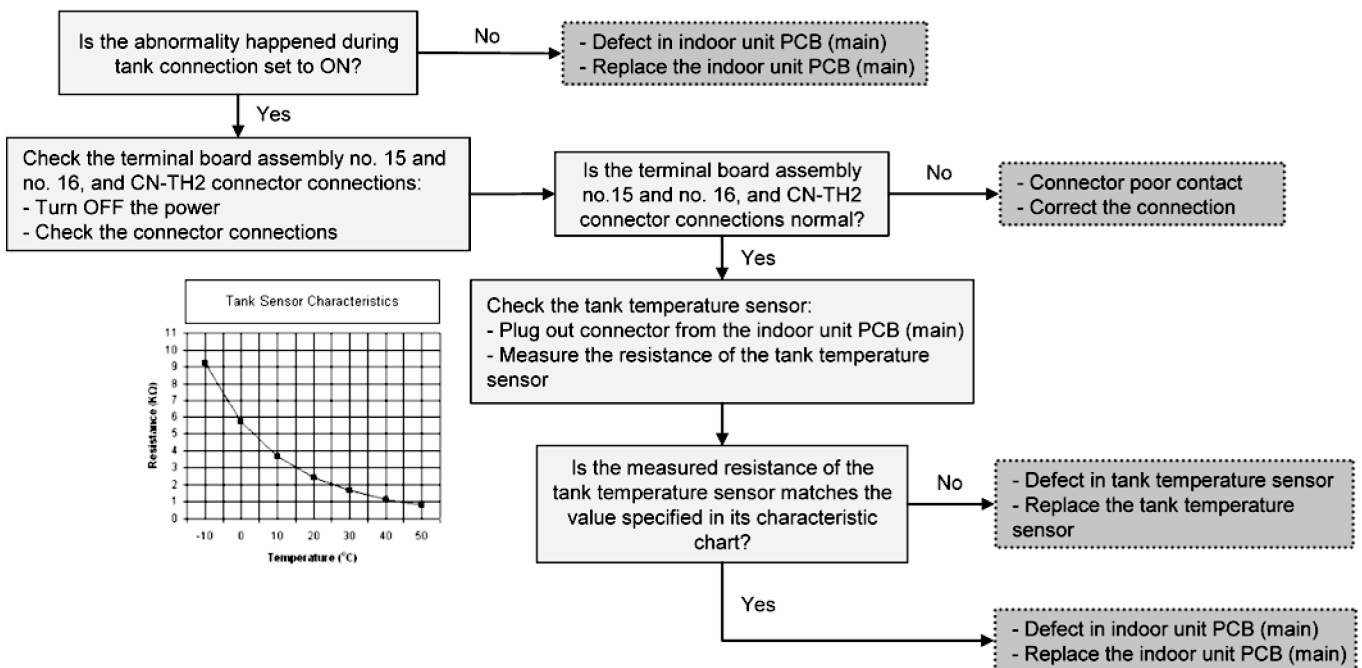 Is the abnormality happened during
tank connection set to ON?
No
- Defect in indoor unit PCB (main)
- Replace the indoor unit PCB (main)
Yes
Check the terminal board assembly no. 15 and
no. 16, and CN-TH2 connector connections:
- Turn OFF the power
- Check the connector connections
Is the terminal board assembly
no.15 and no. 16, and CN-TH2
connector connections normal?
No
- Connector poor contact
- Correct the connection
Yes
Check the tank temperature sensor:
- Plug out connector from the indoor unit PCB (main)
- Measure the resistance of the tank temperature
sensor
Tank Sensor Characteristics
11
10
9
8
7
6
5
4
3
2
1
0
Resistance (KΩ)
-10 0 10 20 30 40 50
Temperature (°C)
Is the measured resistance of the
tank temperature sensor matches the
value specified in its characteristic
chart?
No
- Defect in tank temperature sensor
- Replace the tank temperature
sensor
Yes
- Defect in indoor unit PCB (main)
- Replace the indoor unit PCB (main)